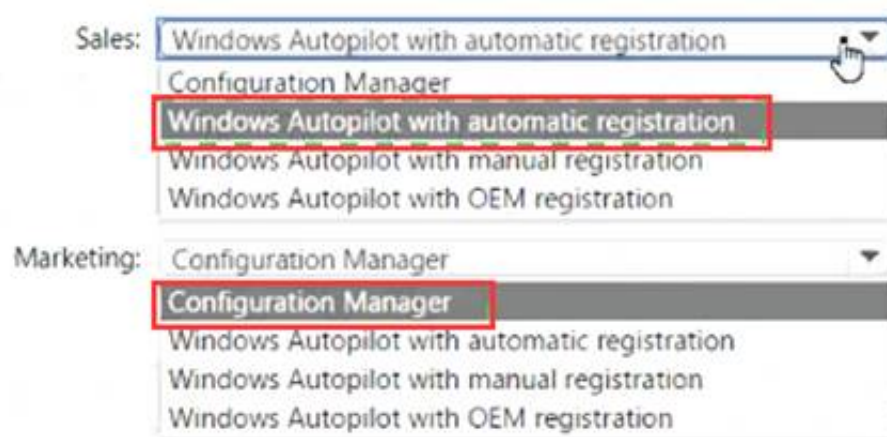 Sales: Windows Autopilot with automatic registration
Configuration Manager
Windows Autopilot with automatic registration
Windows Autopilot with manual registration
Windows Autopilot with OEM registration
Marketing: Configuration Manager
Configuration Manager
Windows Autopilot with automatic registration
Windows Autopilot with manual registration
Windows Autopilot with OEM registration